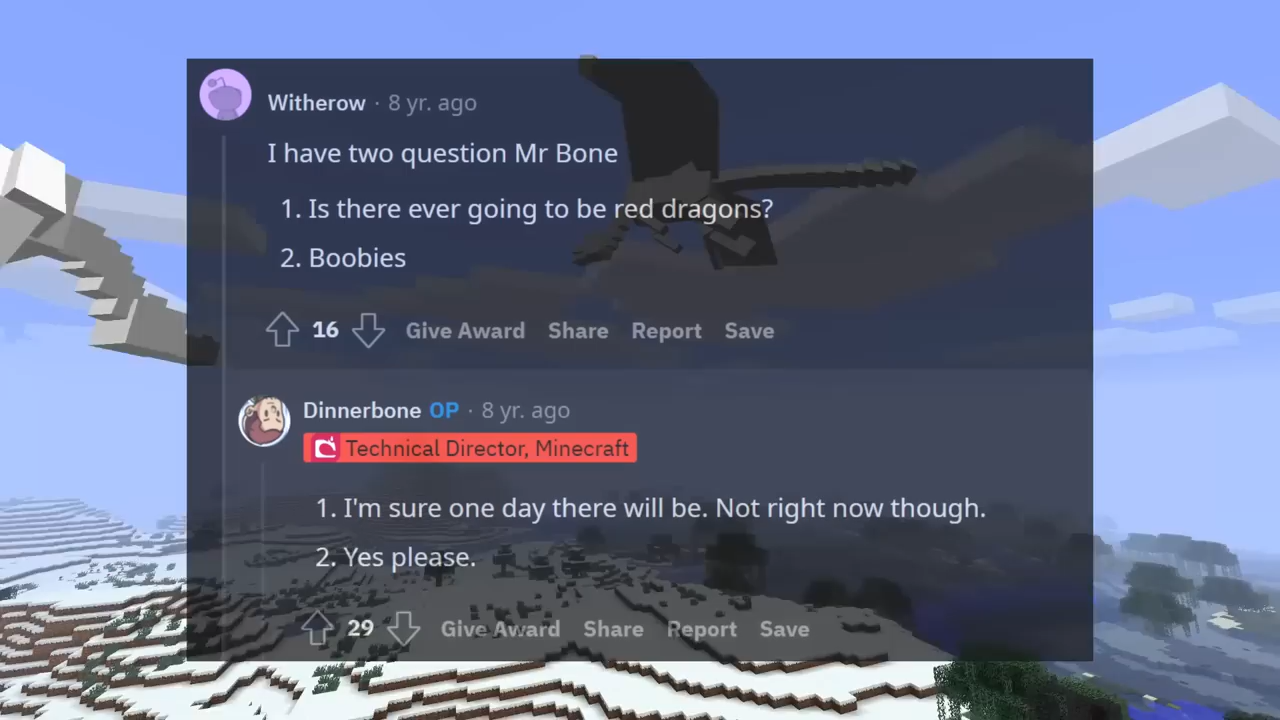 Witherow · 8 yr. ago
I have two question Mr Bone
1. Is there ever going to be red dragons?
2. Boobies
16 Give Award Share Report Save
Dinnerbone OP · 8 yr. ago
Technical Director, Minecraft
1. I'm sure one day there will be. Not right now though.
2. Yes please.
29 Give Award Share Report Save